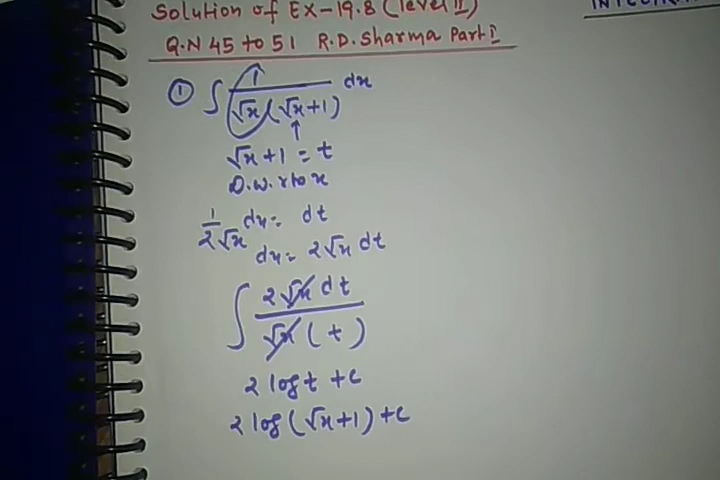 Solution of EX-19.8 (level II)
Q.N 45 to 51 R.D. Sharma Part I
① ∫ 1/(√x(√x+1)) dx
√x+1 = t
D.w.r to x
1/(2√x) dx = dt
dx = 2√x dt
∫ 2√x dt/(√x(t))
2 log t + c
2 log(√x+1) + c